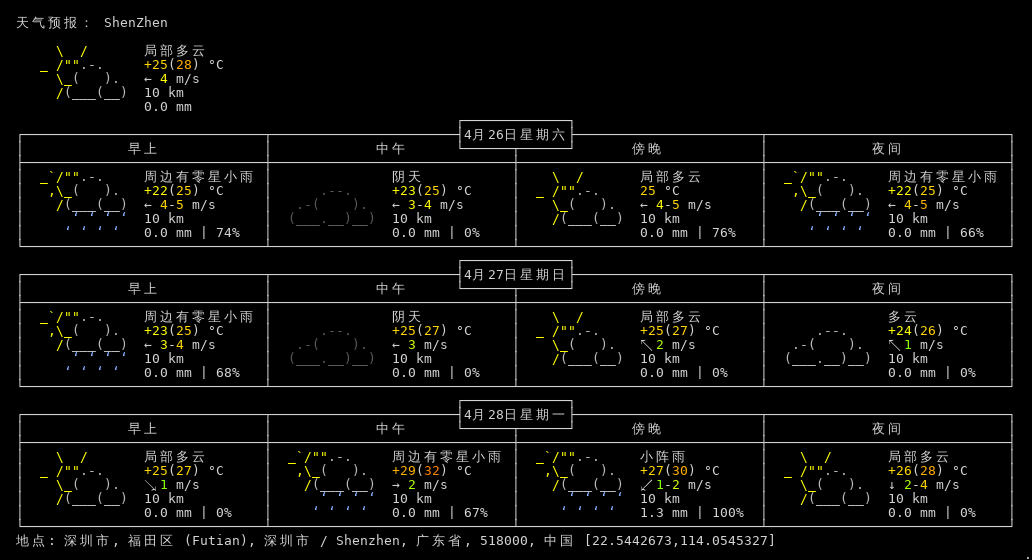 天气预报： ShenZhen
局部多云
+25(28) °C
← 4 m/s
10 km
0.0 mm
4月26日星期六
早上 中午 傍晚 夜间
周边有零星小雨 阴天 局部多云 周边有零星小雨
+22(25) °C +23(25) °C 25 °C +22(25) °C
← 4-5 m/s ← 3-4 m/s ← 4-5 m/s ← 4-5 m/s
10 km 10 km 10 km 10 km
0.0 mm | 74% 0.0 mm | 0% 0.0 mm | 76% 0.0 mm | 66%
4月27日星期日
早上 中午 傍晚 夜间
周边有零星小雨 阴天 局部多云 多云
+23(25) °C +25(27) °C +25(27) °C +24(26) °C
← 3-4 m/s ← 3 m/s ↖ 2 m/s ↖ 1 m/s
10 km 10 km 10 km 10 km
0.0 mm | 68% 0.0 mm | 0% 0.0 mm | 0% 0.0 mm | 0%
4月28日星期一
早上 中午 傍晚 夜间
局部多云 周边有零星小雨 小阵雨 局部多云
+25(27) °C +29(32) °C +27(30) °C +26(28) °C
↘ 1 m/s → 2 m/s ↙ 1-2 m/s ↓ 2-4 m/s
10 km 10 km 10 km 10 km
0.0 mm | 0% 0.0 mm | 67% 1.3 mm | 100% 0.0 mm | 0%
地点: 深圳市, 福田区 (Futian), 深圳市 / Shenzhen, 广东省, 518000, 中国 [22.5442673,114.0545327]